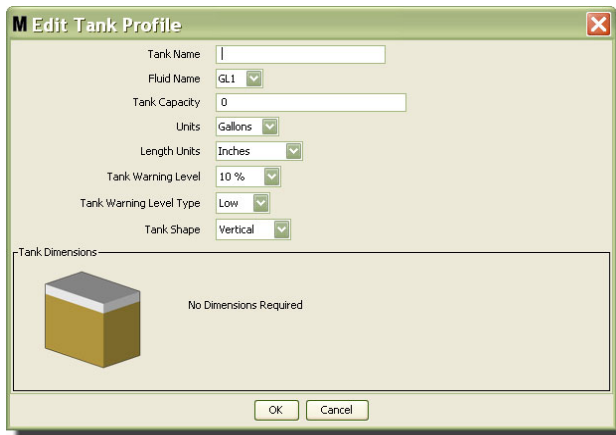 M Edit Tank Profile
Tank Name
Fluid Name GL1
Tank Capacity 0
Units Gallons
Length Units Inches
Tank Warning Level 10 %
Tank Warning Level Type Low
Tank Shape Vertical
Tank Dimensions
No Dimensions Required
OK Cancel